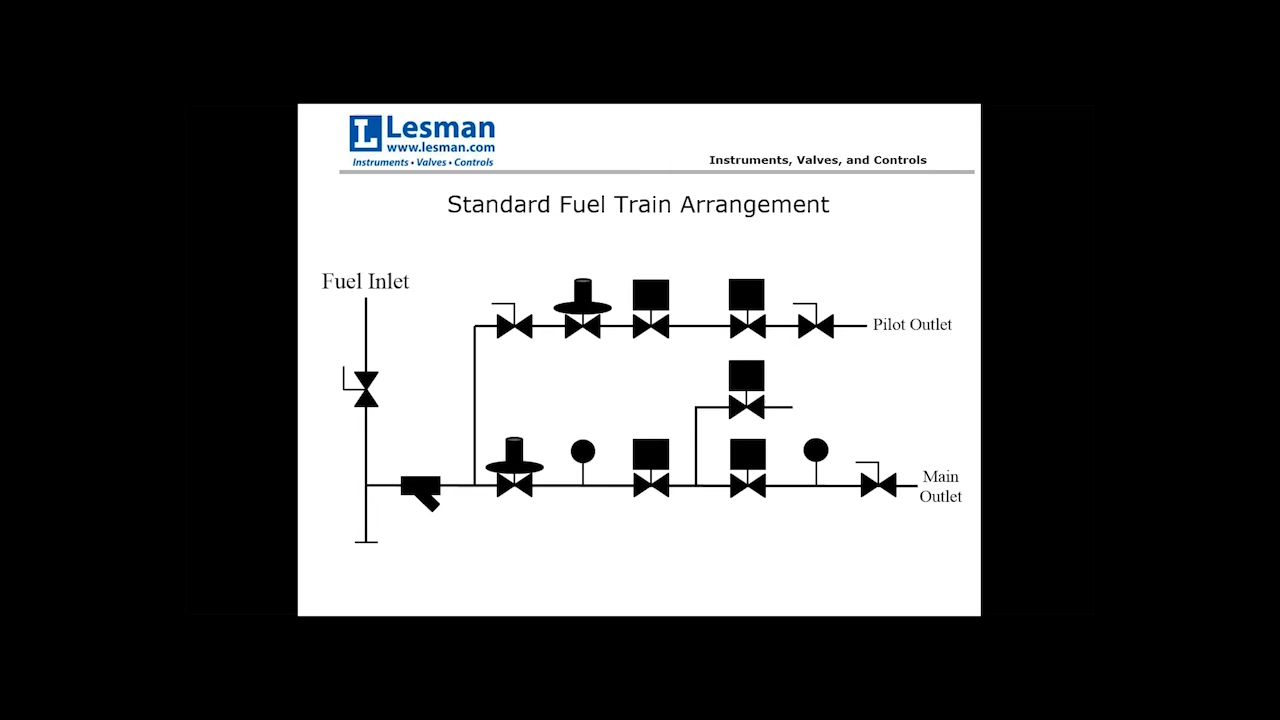 L Lesman
www.lesman.com
Instruments • Valves • Controls
Instruments, Valves, and Controls
Standard Fuel Train Arrangement
Fuel Inlet
Pilot Outlet
Main
Outlet